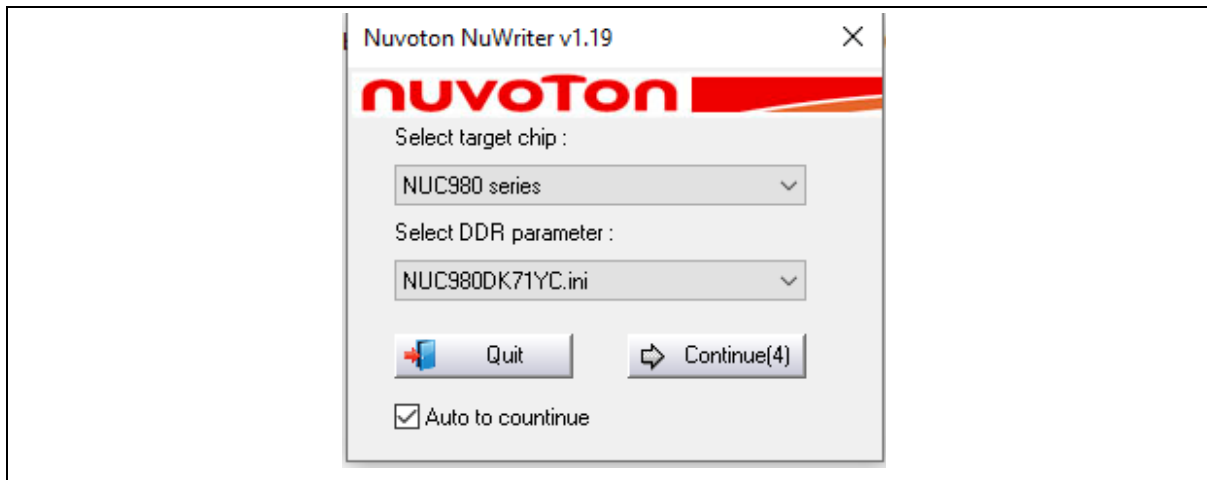 Nuvoton NuWriter v1.19
nuvoTon
Select target chip :
NUC980 series
Select DDR parameter :
NUC980DK71YC.ini
Quit Continue(4)
Auto to countinue